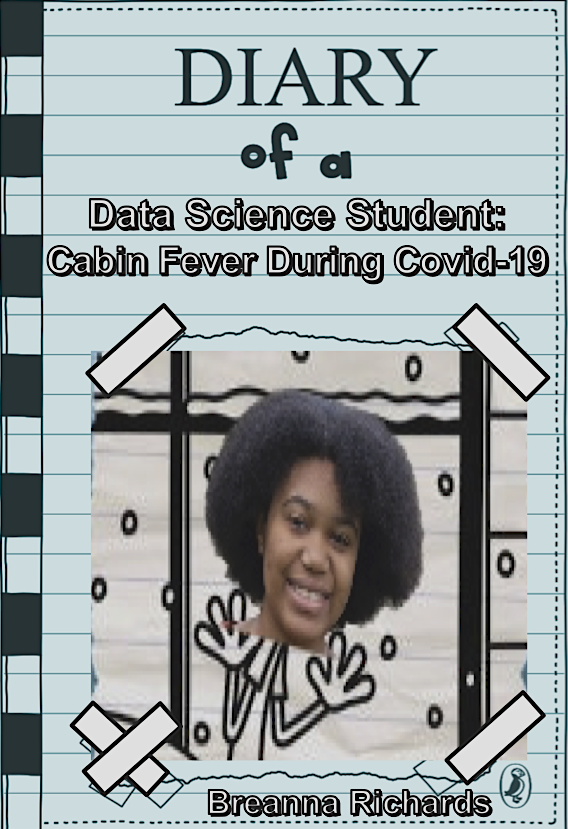 DIARY
of a
Data Science Student:
Cabin Fever During Covid-19
Breanna Richards